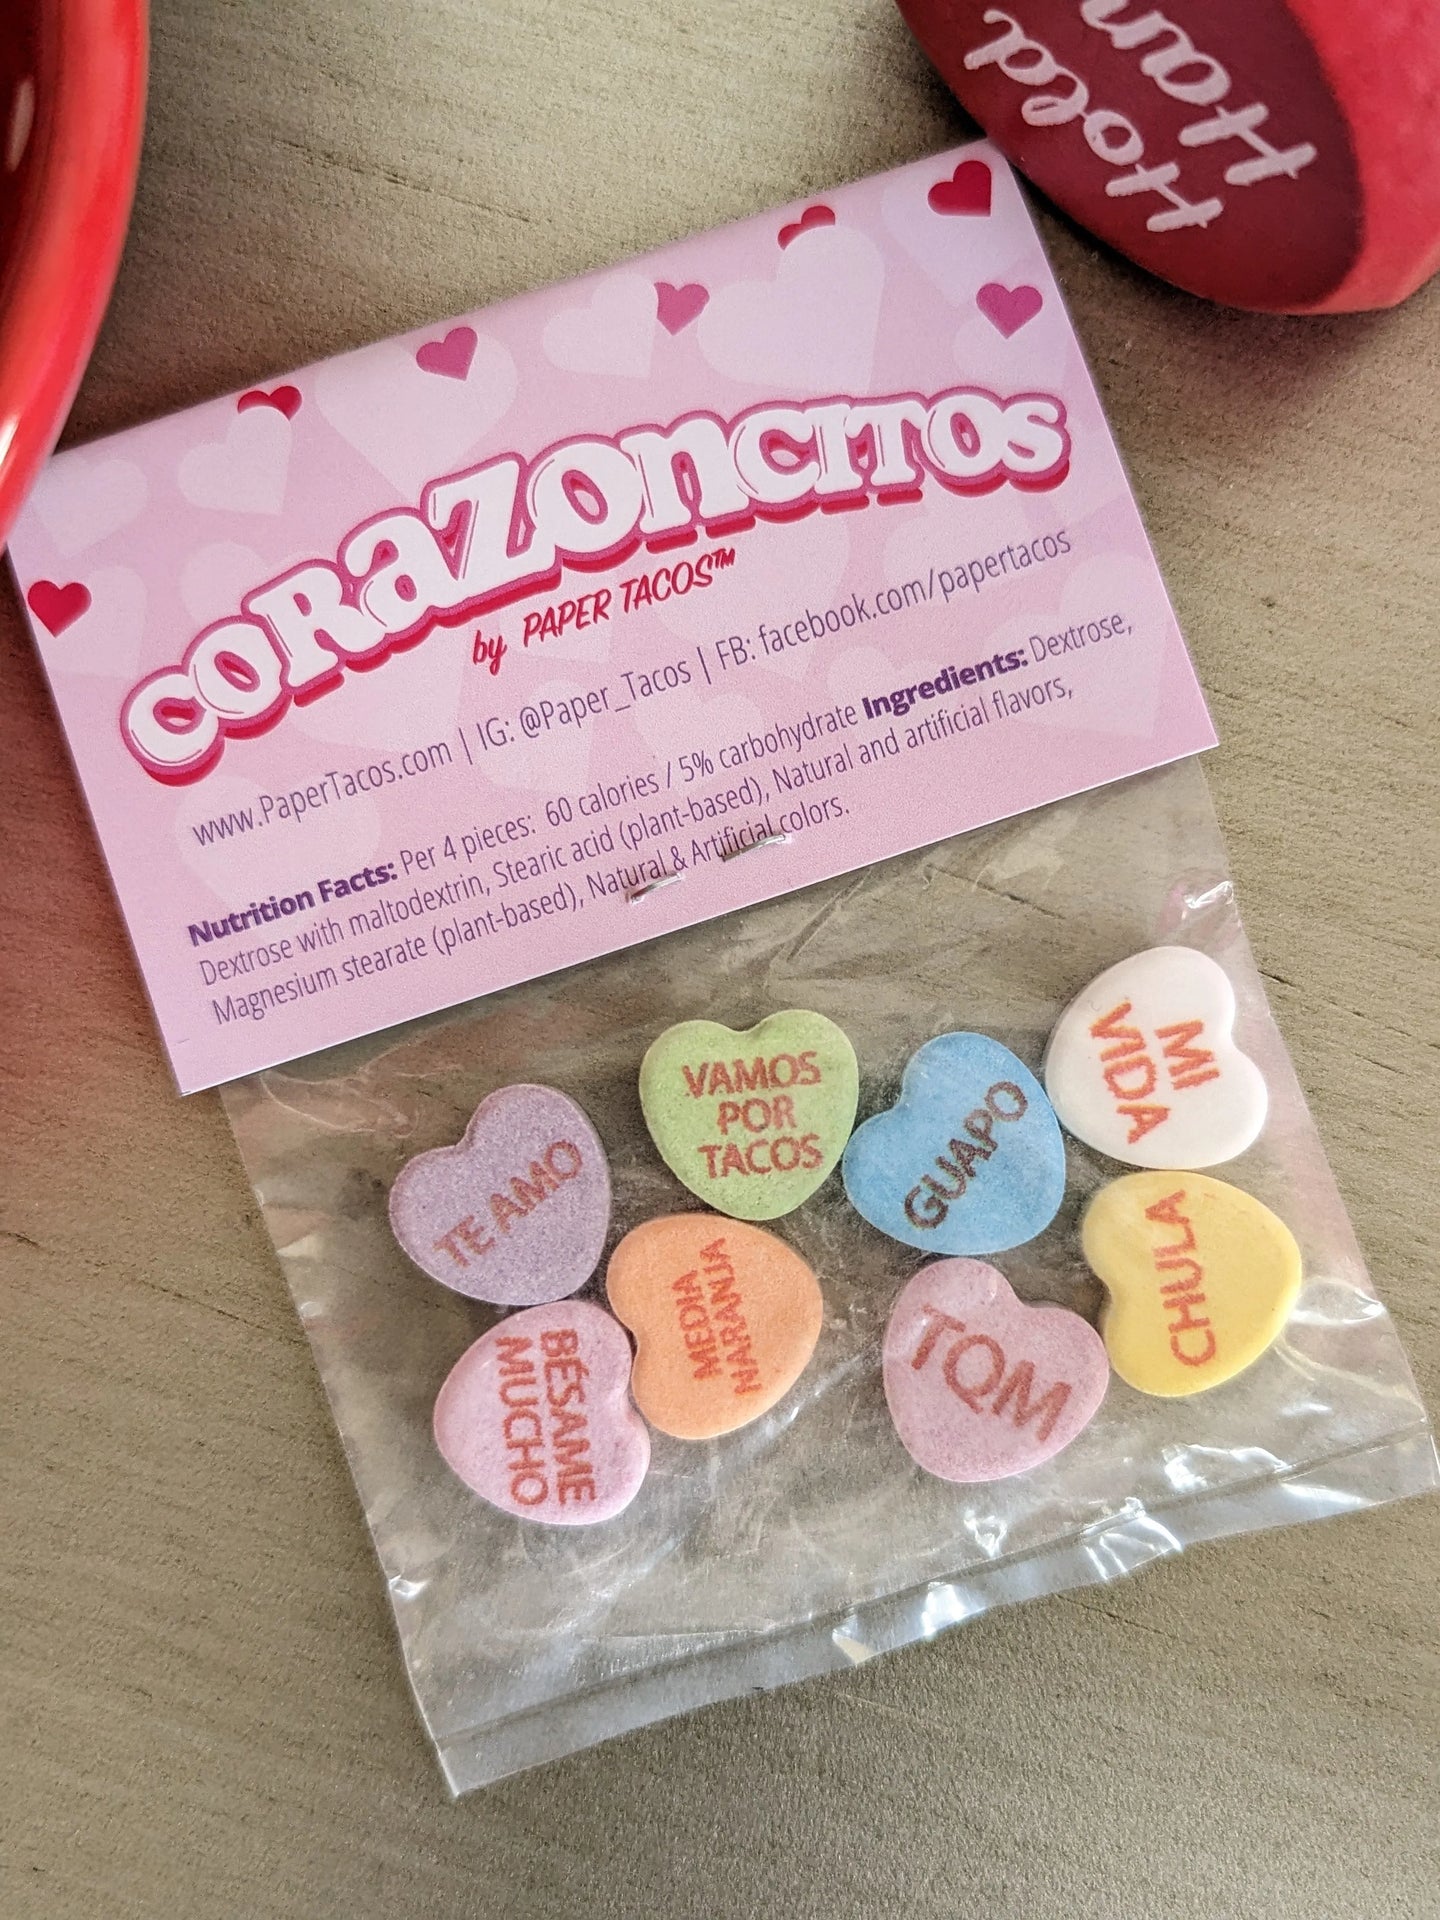 Hold
Han
CORAZONCITOS
by PAPER TACOS™
www.PaperTacos.com | IG: @Paper_Tacos | FB: facebook.com/papertacos
Nutrition Facts: Per 4 pieces: 60 calories / 5% carbohydrate Ingredients: Dextrose,
Dextrose with maltodextrin, Stearic acid (plant-based), Natural and artificial flavors,
Magnesium stearate (plant-based), Natural & Artificial colors.
TE AMO
VAMOS
POR
TACOS
GUAPO
MI
VIDA
BÉSAME
MUCHO
MEDIA
NARANJA
TQM
CHULA